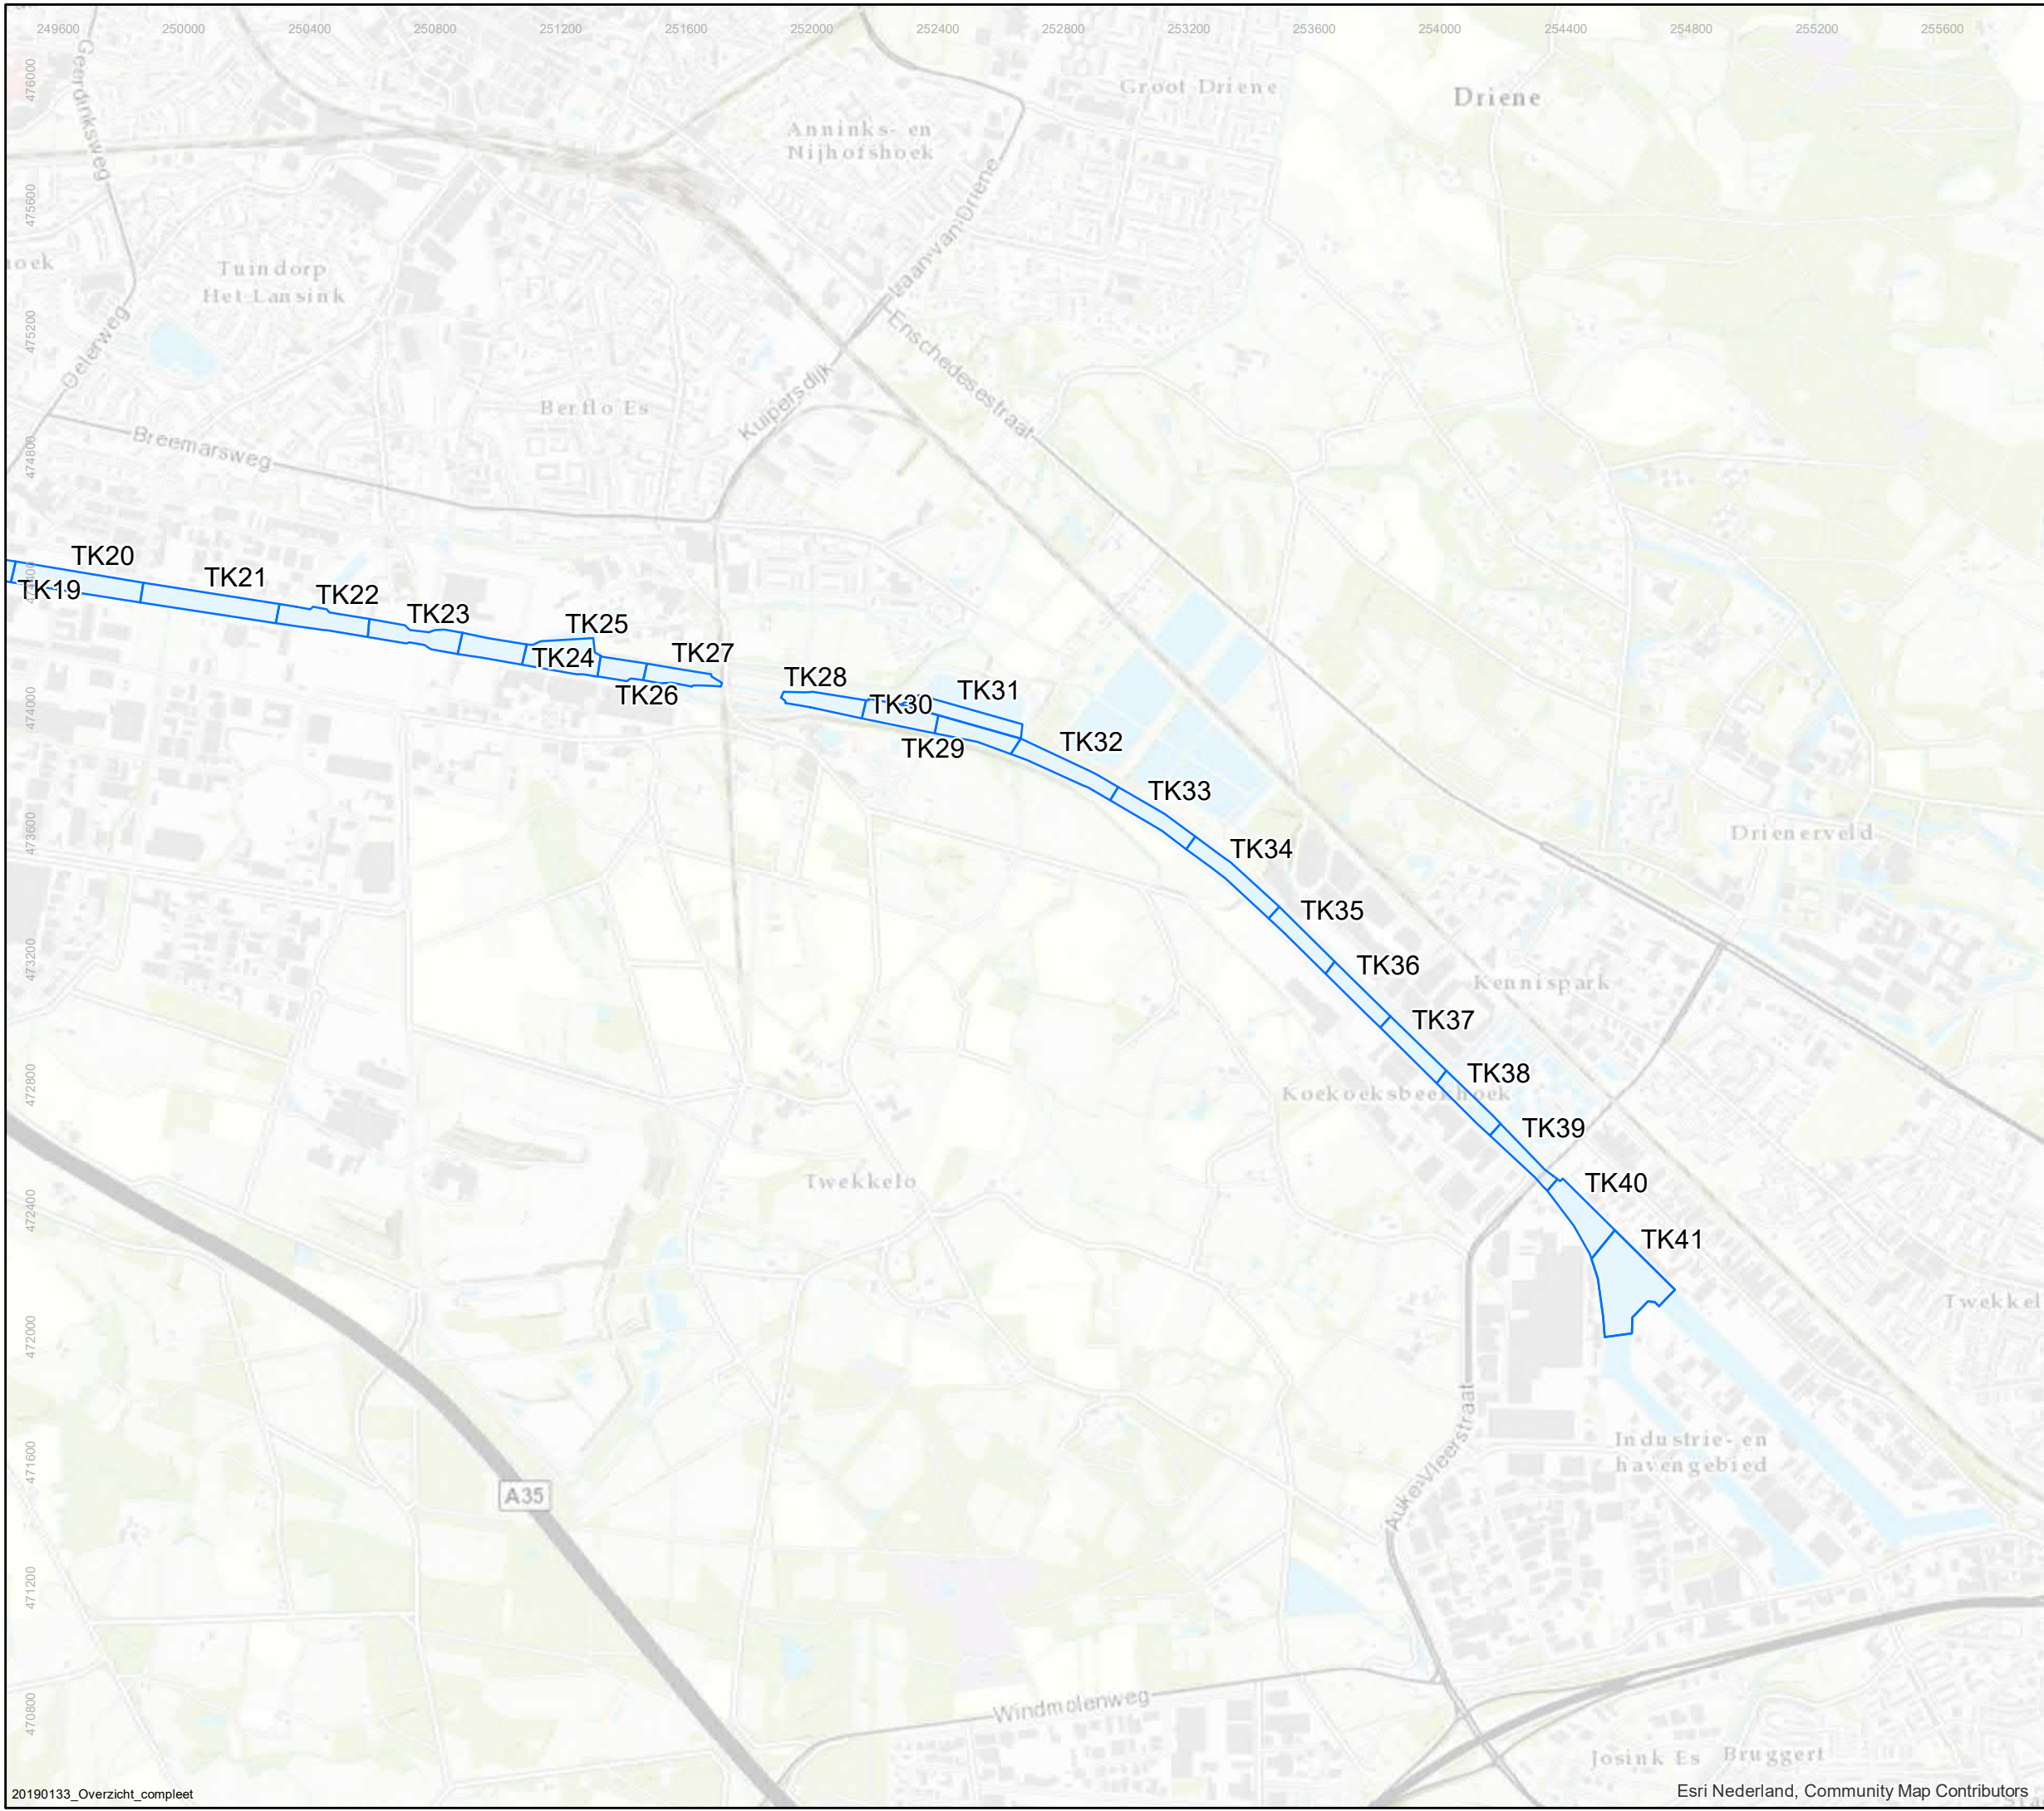 249600 250000 250400 250800 251200 251600 252000 252400 252800 253200 253600 254000 254400 254800 255200 255600
476000
475600
475200
474800
474400
474000
473600
473200
472800
472400
472000
471600
471200
470800
Geerdinksweg
Groot Driene
Driene
Anninks- en
Nijhofshoek
Laan van Driene
Tuindorp
Het Lansink
Oelerweg
Enschedesestraat
Kuipersdijk
Berflo Es
Breemarsweg
TK20
TK19
TK21
TK22
TK23
TK25
TK24
TK27
TK26
TK28
TK31
TK30
TK29
TK32
TK33
Drienerveld
TK34
TK35
TK36
Kennispark
TK37
TK38
Koekoeksbeekhoek
TK39
Twekkelo
TK40
TK41
Twekkel
Auke Vleerstraat
Industrie- en
havengebied
A35
Windmolenweg
Josink Es
Bruggert
20190133_Overzicht_compleet
Esri Nederland, Community Map Contributors